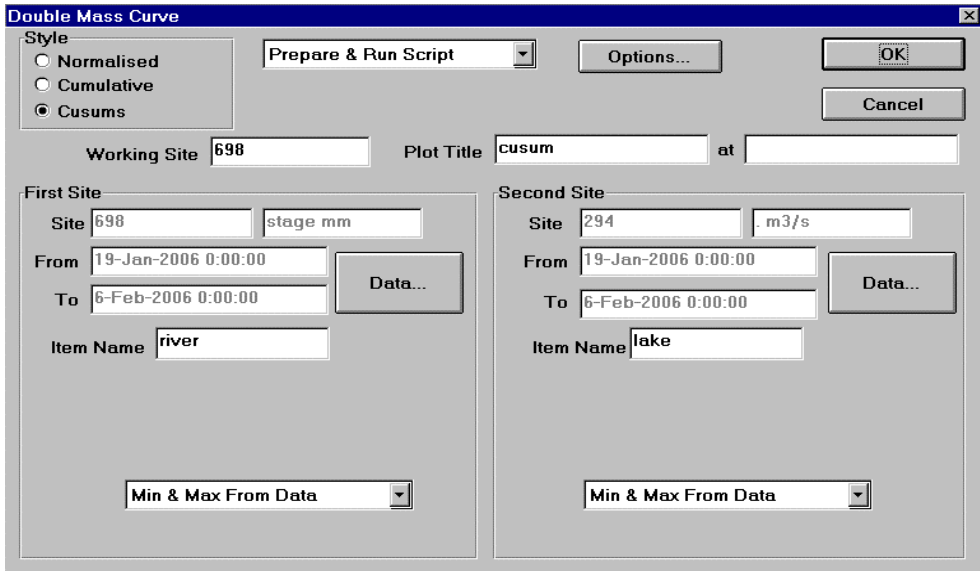 Double Mass Curve
Style
Normalised
Cumulative
Cusums
Prepare & Run Script
Options...
OK
Cancel
Working Site 698 Plot Title cusum at
First Site
Site 698 stage mm
From 19-Jan-2006 0:00:00
To 6-Feb-2006 0:00:00
Data...
Item Name river
Min & Max From Data
Second Site
Site 294 . m3/s
From 19-Jan-2006 0:00:00
To 6-Feb-2006 0:00:00
Data...
Item Name lake
Min & Max From Data